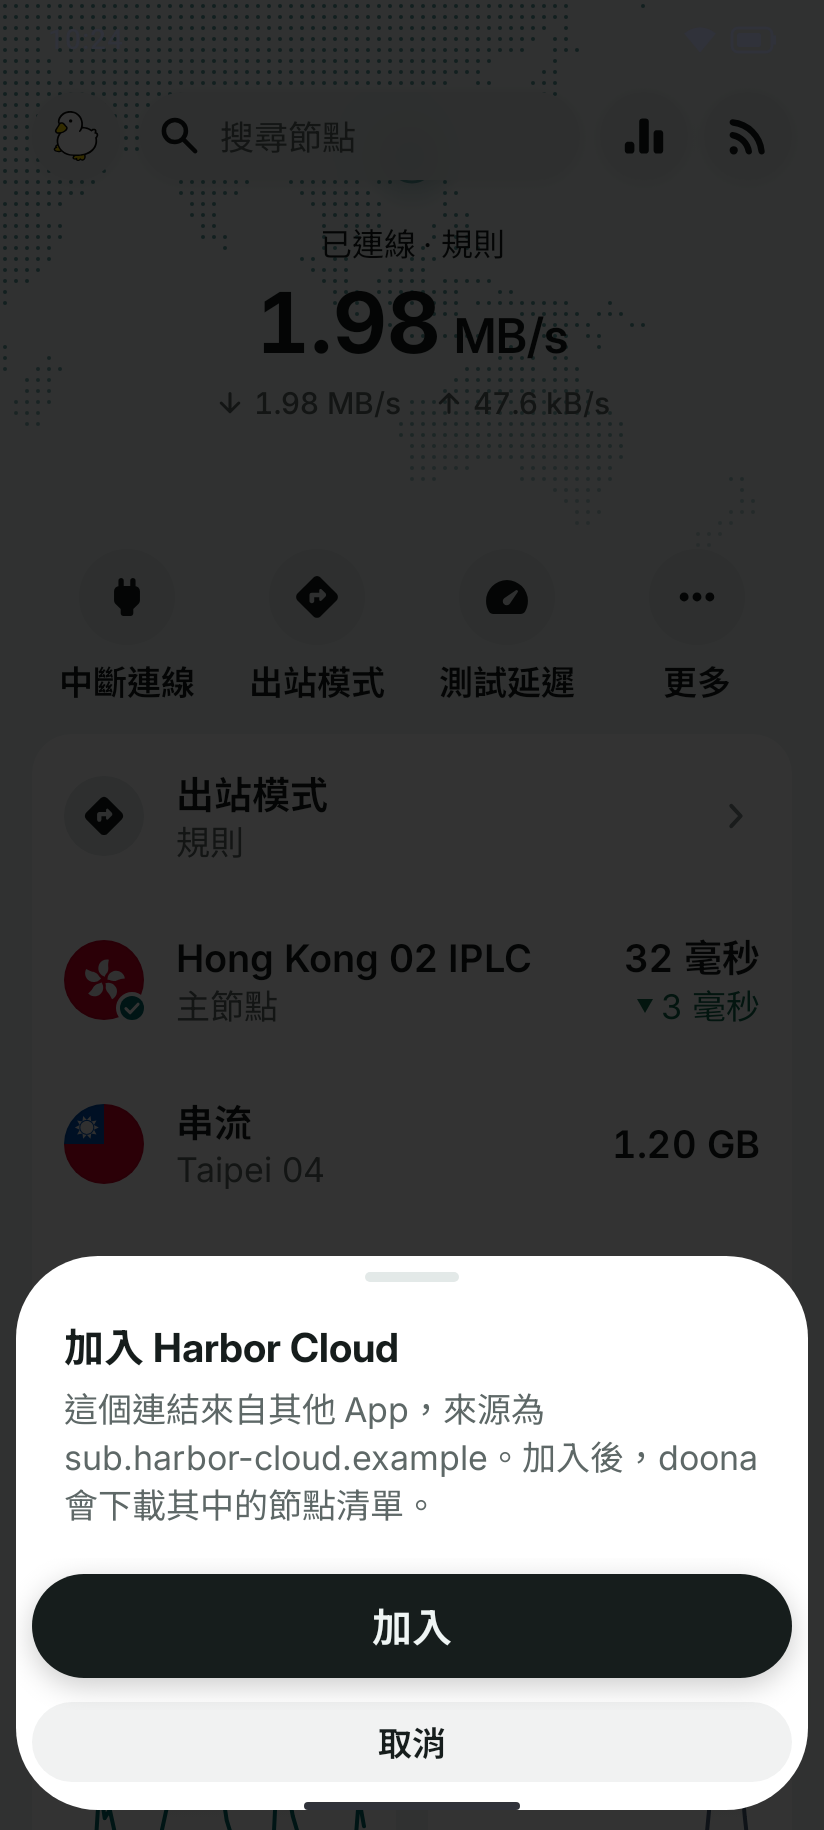 搜尋節點
已連線 · 規則
1.98 MB/s
↓ 1.98 MB/s ↑ 47.6 kB/s
中斷連線 出站模式 測試延遲 更多
出站模式
規則
Hong Kong 02 IPLC 32 毫秒
主節點 ▼3 毫秒
串流 1.20 GB
Taipei 04
加入 Harbor Cloud
這個連結來自其他 App，來源為
sub.harbor-cloud.example。加入後，doona
會下載其中的節點清單。
加入
取消